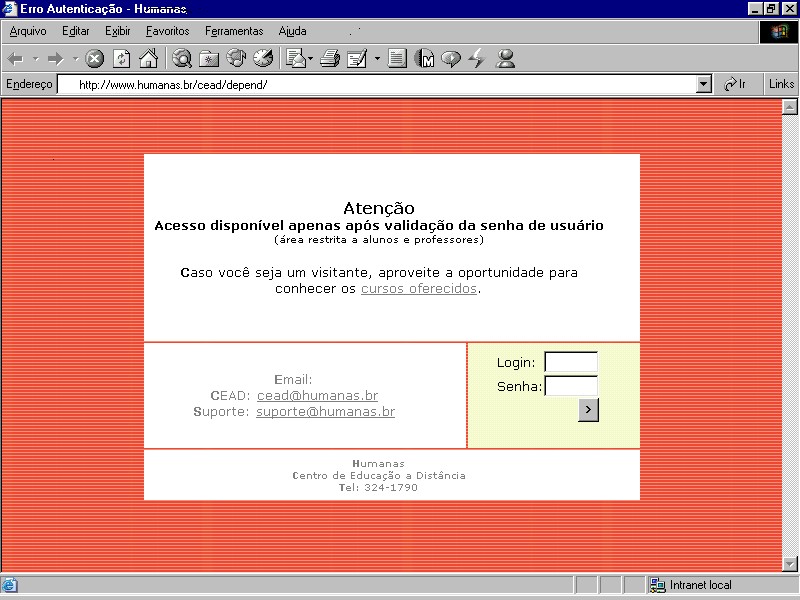 Erro Autenticação - Humanas
Arquivo Editar Exibir Favoritos Ferramentas Ajuda
Endereço http://www.humanas.br/cead/depend/ Ir Links
Atenção
Acesso disponível apenas após validação da senha de usuário
(área restrita a alunos e professores)
Caso você seja um visitante, aproveite a oportunidade para
conhecer os cursos oferecidos.
Email:
CEAD: cead@humanas.br
Suporte: suporte@humanas.br
Login:
Senha:
>
Humanas
Centro de Educação a Distância
Tel: 324-1790
Intranet local